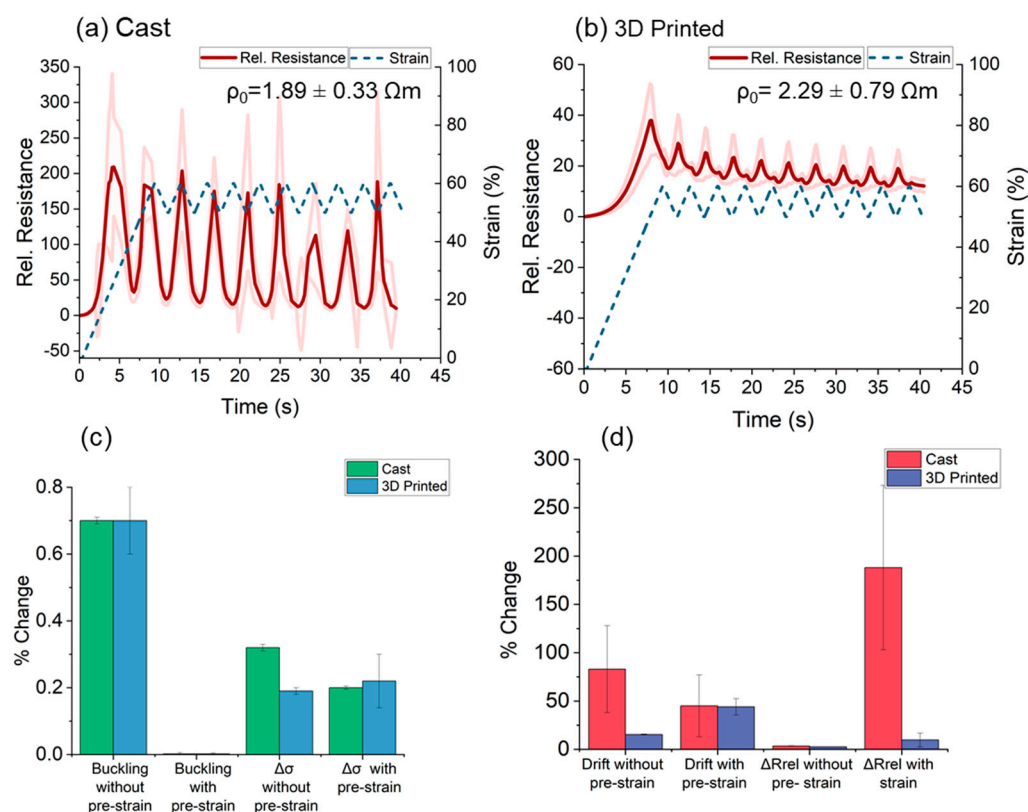 (a) Cast
Rel. Resistance
Strain
ρ₀=1.89 ± 0.33 Ωm
350
300
250
200
150
100
50
0
-50
Rel. Resistance
100
80
60
40
20
0
Strain (%)
0 5 10 15 20 25 30 35 40 45
Time (s)
(b) 3D Printed
Rel. Resistance
Strain
ρ₀= 2.29 ± 0.79 Ωm
60
40
20
0
-20
-40
-60
Rel. Resistance
100
80
60
40
20
0
Strain (%)
0 5 10 15 20 25 30 35 40 45
Time (s)
(c)
Cast
3D Printed
0.8
0.6
0.4
0.2
0.0
% Change
Buckling
without
pre-strain
Buckling
with
pre-strain
Δσ
without
pre-strain
Δσ with
pre-strain
(d)
Cast
3D Printed
300
250
200
150
100
50
0
% Change
Drift without
pre-strain
Drift with
pre-strain
ΔRrel without
pre- strain
ΔRrel with
strain